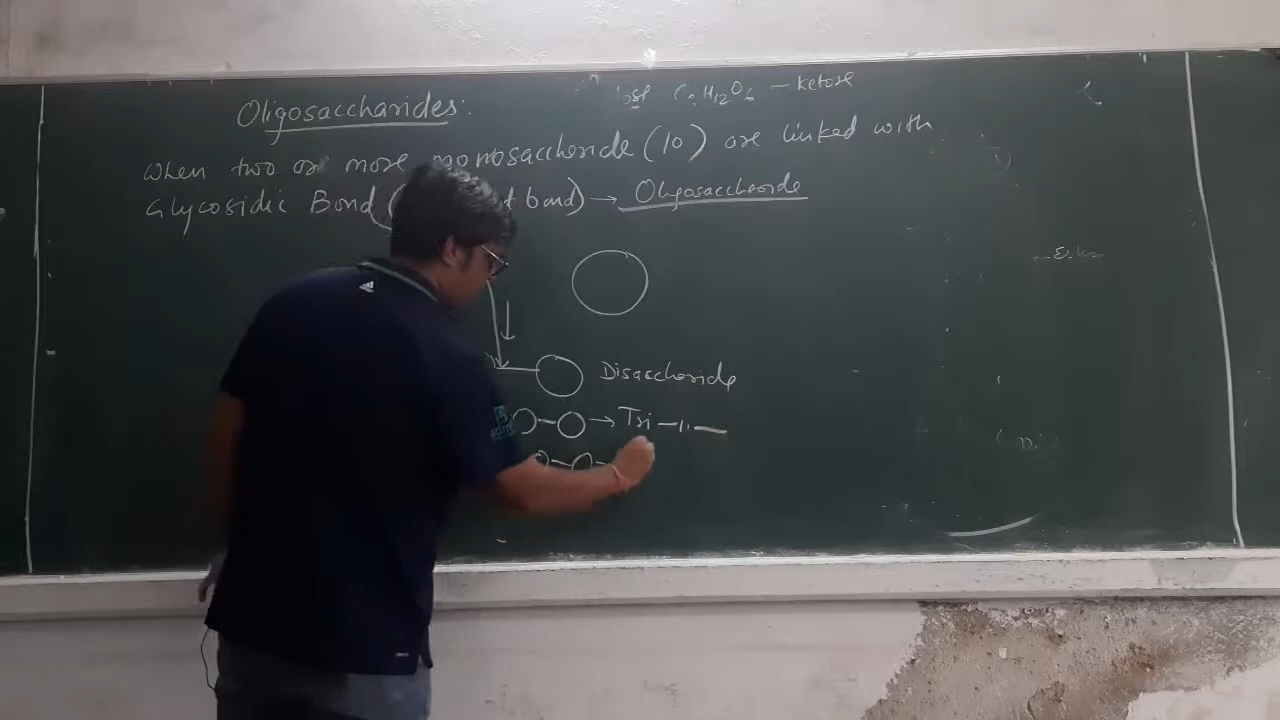 C6H12O6 — ketose
Oligosaccharides:
When two or more monosaccharide (10) are linked with
Glycosidic Bond ( bond) → Oligosaccharide
Disaccharide
→ Tri —〃—